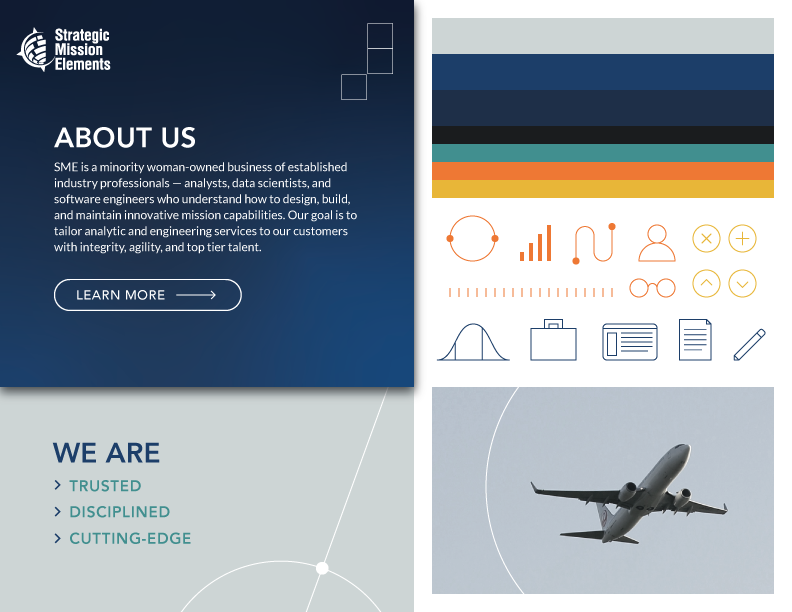 Strategic
Mission
Elements
ABOUT US
SME is a minority woman-owned business of established
industry professionals — analysts, data scientists, and
software engineers who understand how to design, build,
and maintain innovative mission capabilities. Our goal is to
tailor analytic and engineering services to our customers
with integrity, agility, and top tier talent.
LEARN MORE
WE ARE
TRUSTED
DISCIPLINED
CUTTING-EDGE